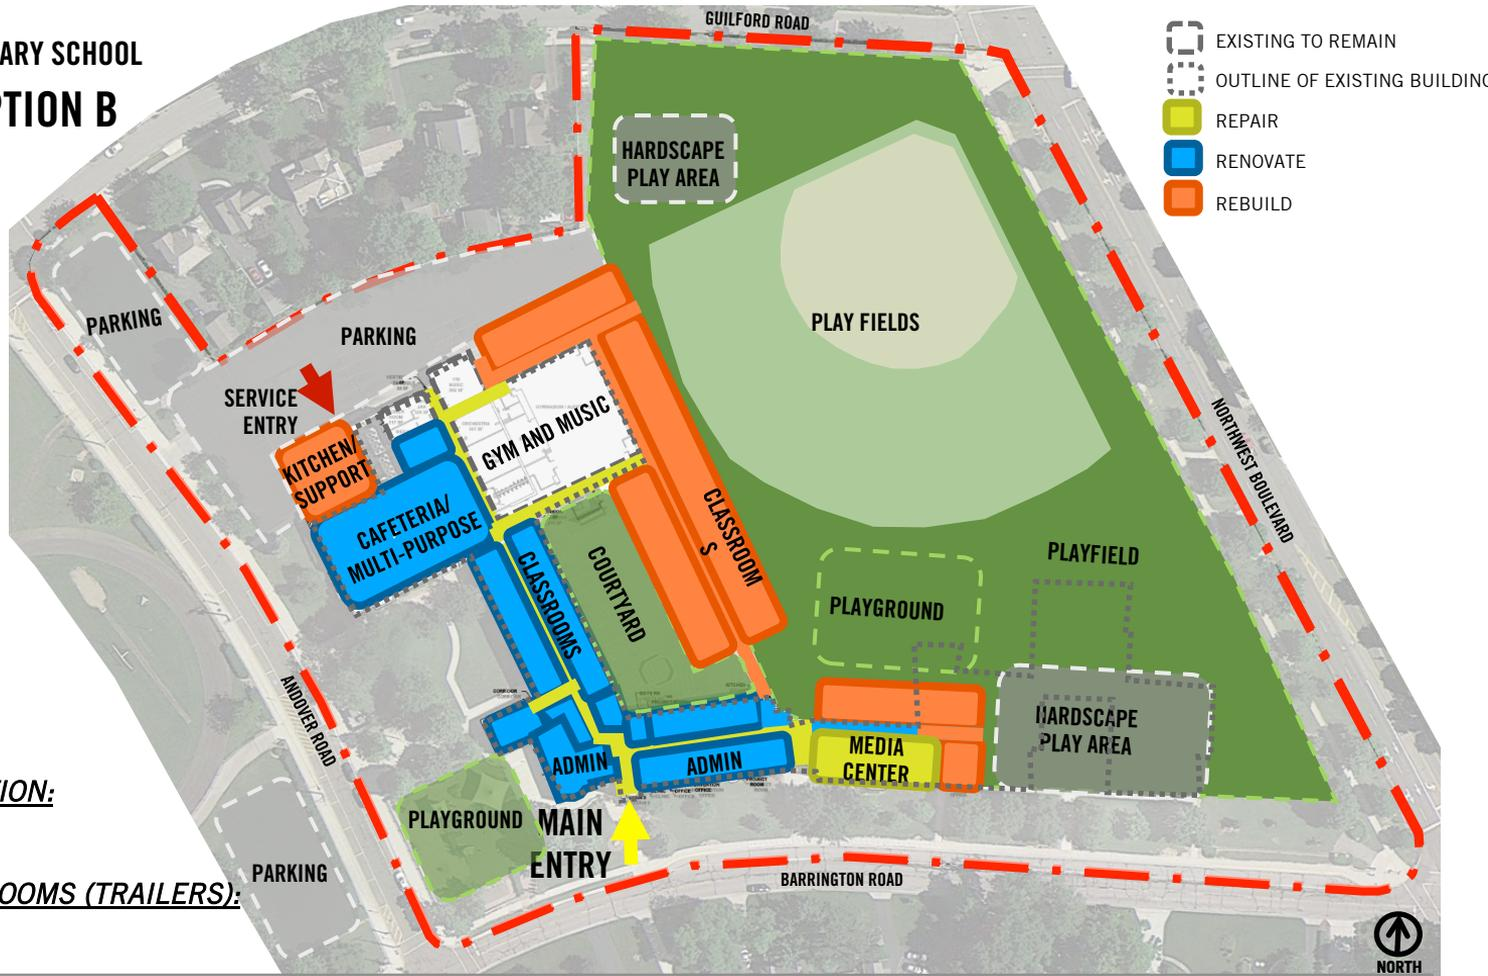 GUILFORD ROAD
ARY SCHOOL
PTION B
EXISTING TO REMAIN
OUTLINE OF EXISTING BUILDING
REPAIR
RENOVATE
REBUILD
HARDSCAPE
PLAY AREA
PLAY FIELDS
PARKING
PARKING
SERVICE
ENTRY
KITCHEN/
SUPPORT
GYM AND MUSIC
CAFETERIA/
MULTI-PURPOSE
CLASSROOMS
COURTYARD
CLASSROOM
S
NORTHWEST BOULEVARD
PLAYFIELD
PLAYGROUND
HARDSCAPE
PLAY AREA
ANDOVER ROAD
ADMIN
ADMIN
MEDIA
CENTER
TION:
PLAYGROUND
MAIN
ENTRY
PARKING
BARRINGTON ROAD
OOMS (TRAILERS):
NORTH